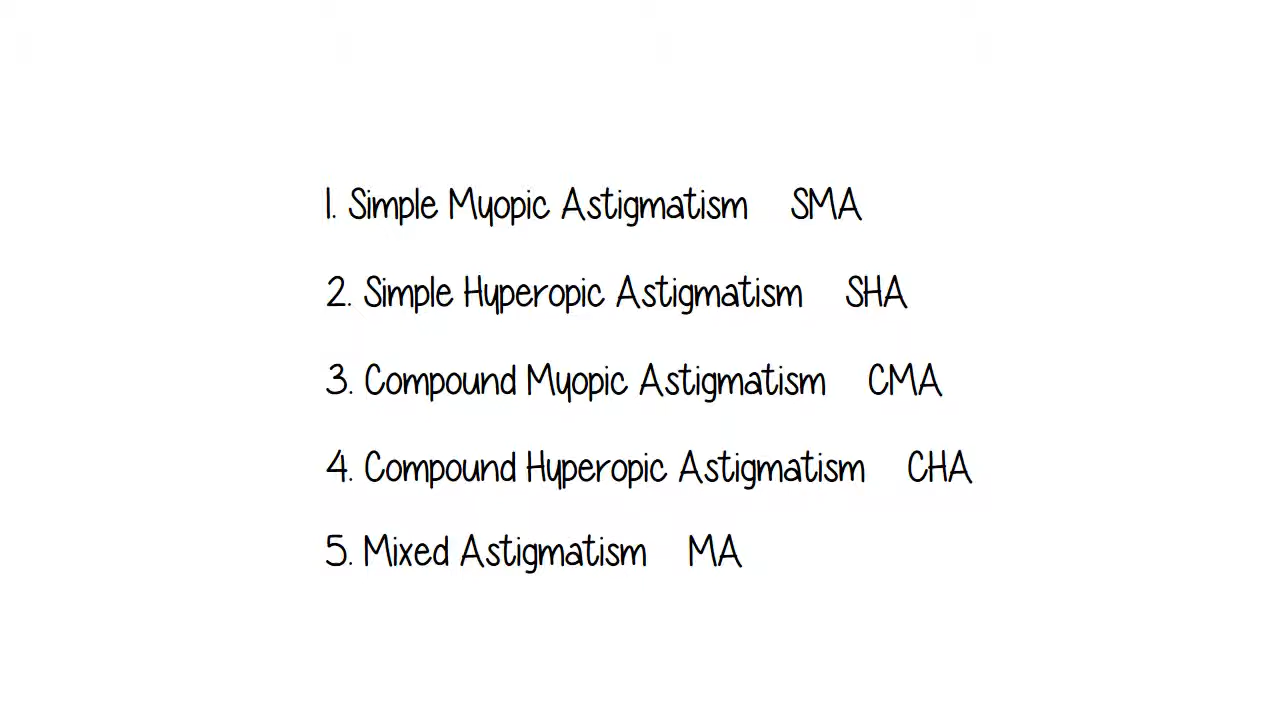 1. Simple Myopic Astigmatism SMA
2. Simple Hyperopic Astigmatism SHA
3. Compound Myopic Astigmatism CMA
4. Compound Hyperopic Astigmatism CHA
5. Mixed Astigmatism MA